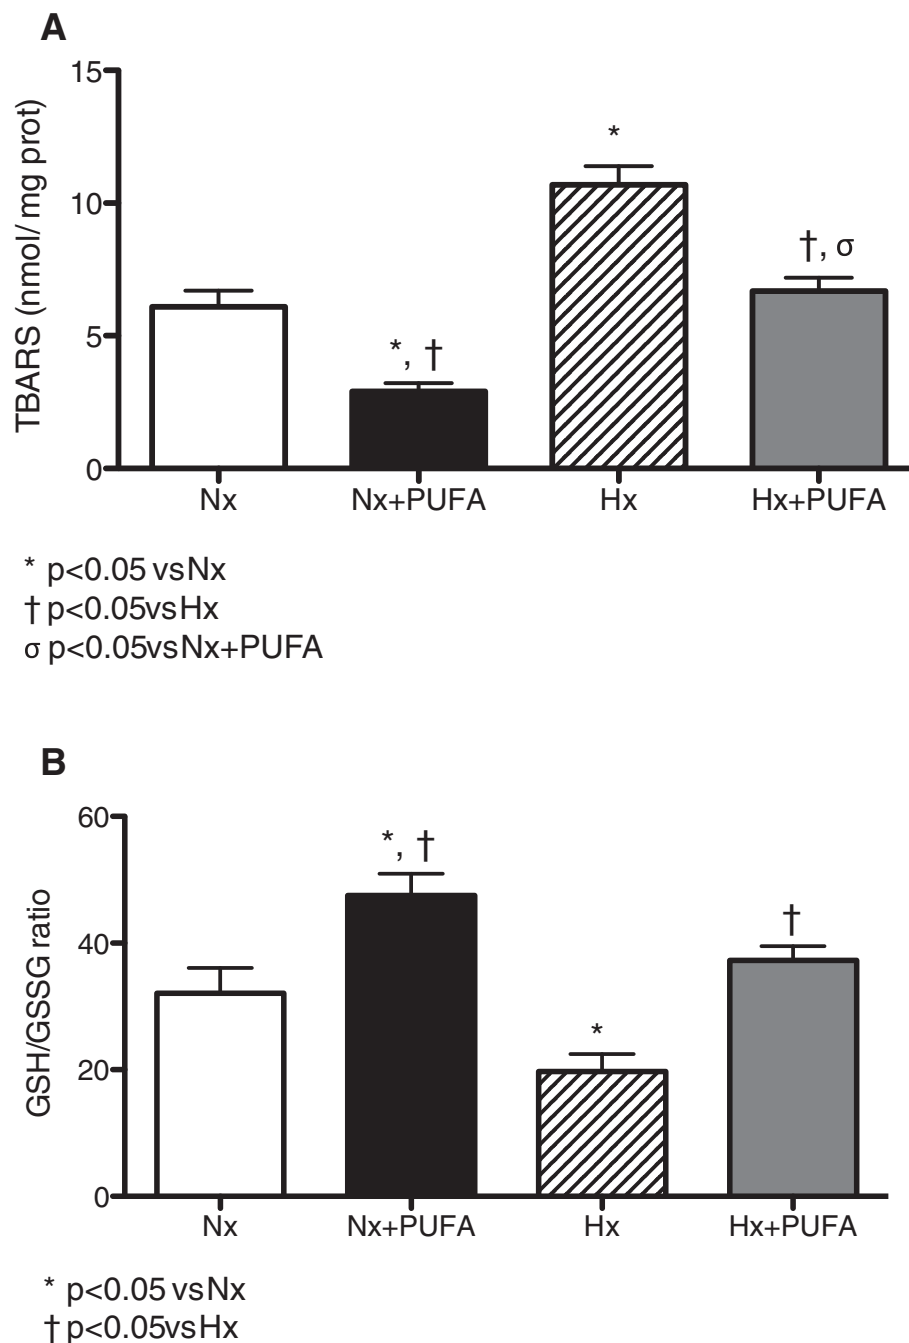 A
TBARS (nmol/ mg prot)
15
10
5
0
*
*, †
†, σ
Nx Nx+PUFA Hx Hx+PUFA
* p<0.05 vsNx
† p<0.05vsHx
σ p<0.05vsNx+PUFA
B
GSH/GSSG ratio
60
40
20
0
*, †
†
*
Nx Nx+PUFA Hx Hx+PUFA
* p<0.05 vsNx
† p<0.05vsHx